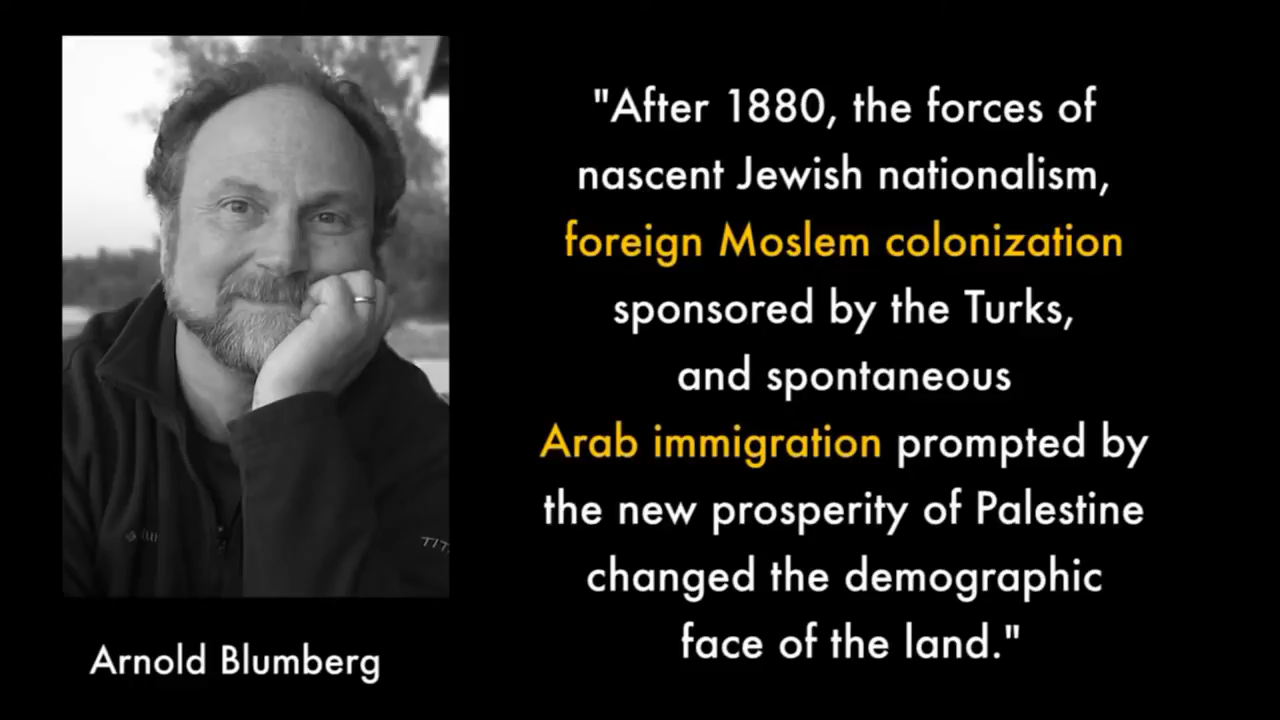 "After 1880, the forces of
nascent Jewish nationalism,
foreign Moslem colonization
sponsored by the Turks,
and spontaneous
Arab immigration prompted by
the new prosperity of Palestine
changed the demographic
face of the land."
Arnold Blumberg